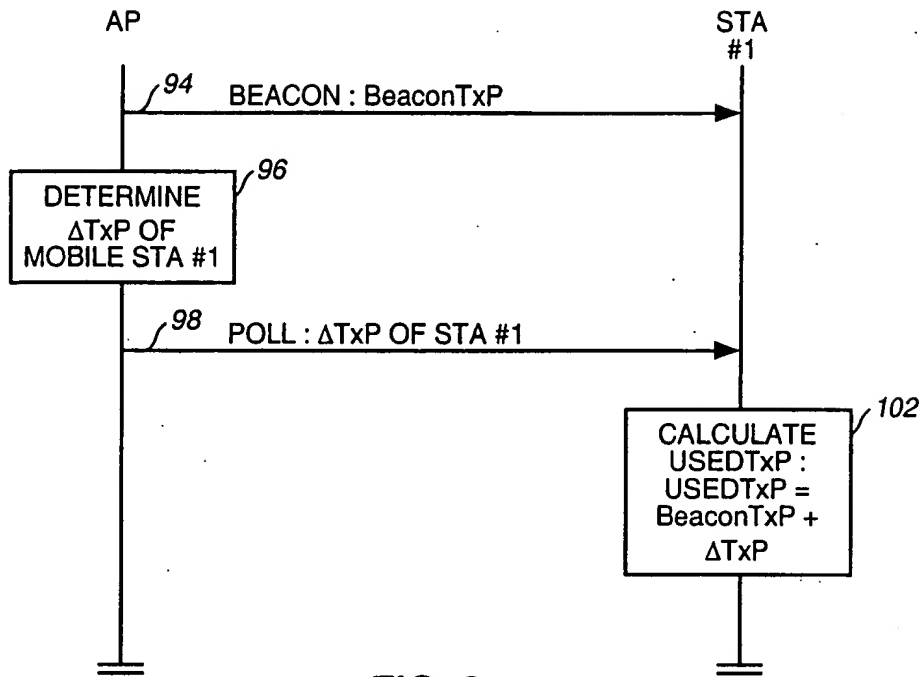 AP
STA
#1
94
BEACON : BeaconTxP
96
DETERMINE
ΔTxP OF
MOBILE STA #1
98
POLL : ΔTxP OF STA #1
102
CALCULATE
USEDTxP :
USEDTxP =
BeaconTxP +
ΔTxP